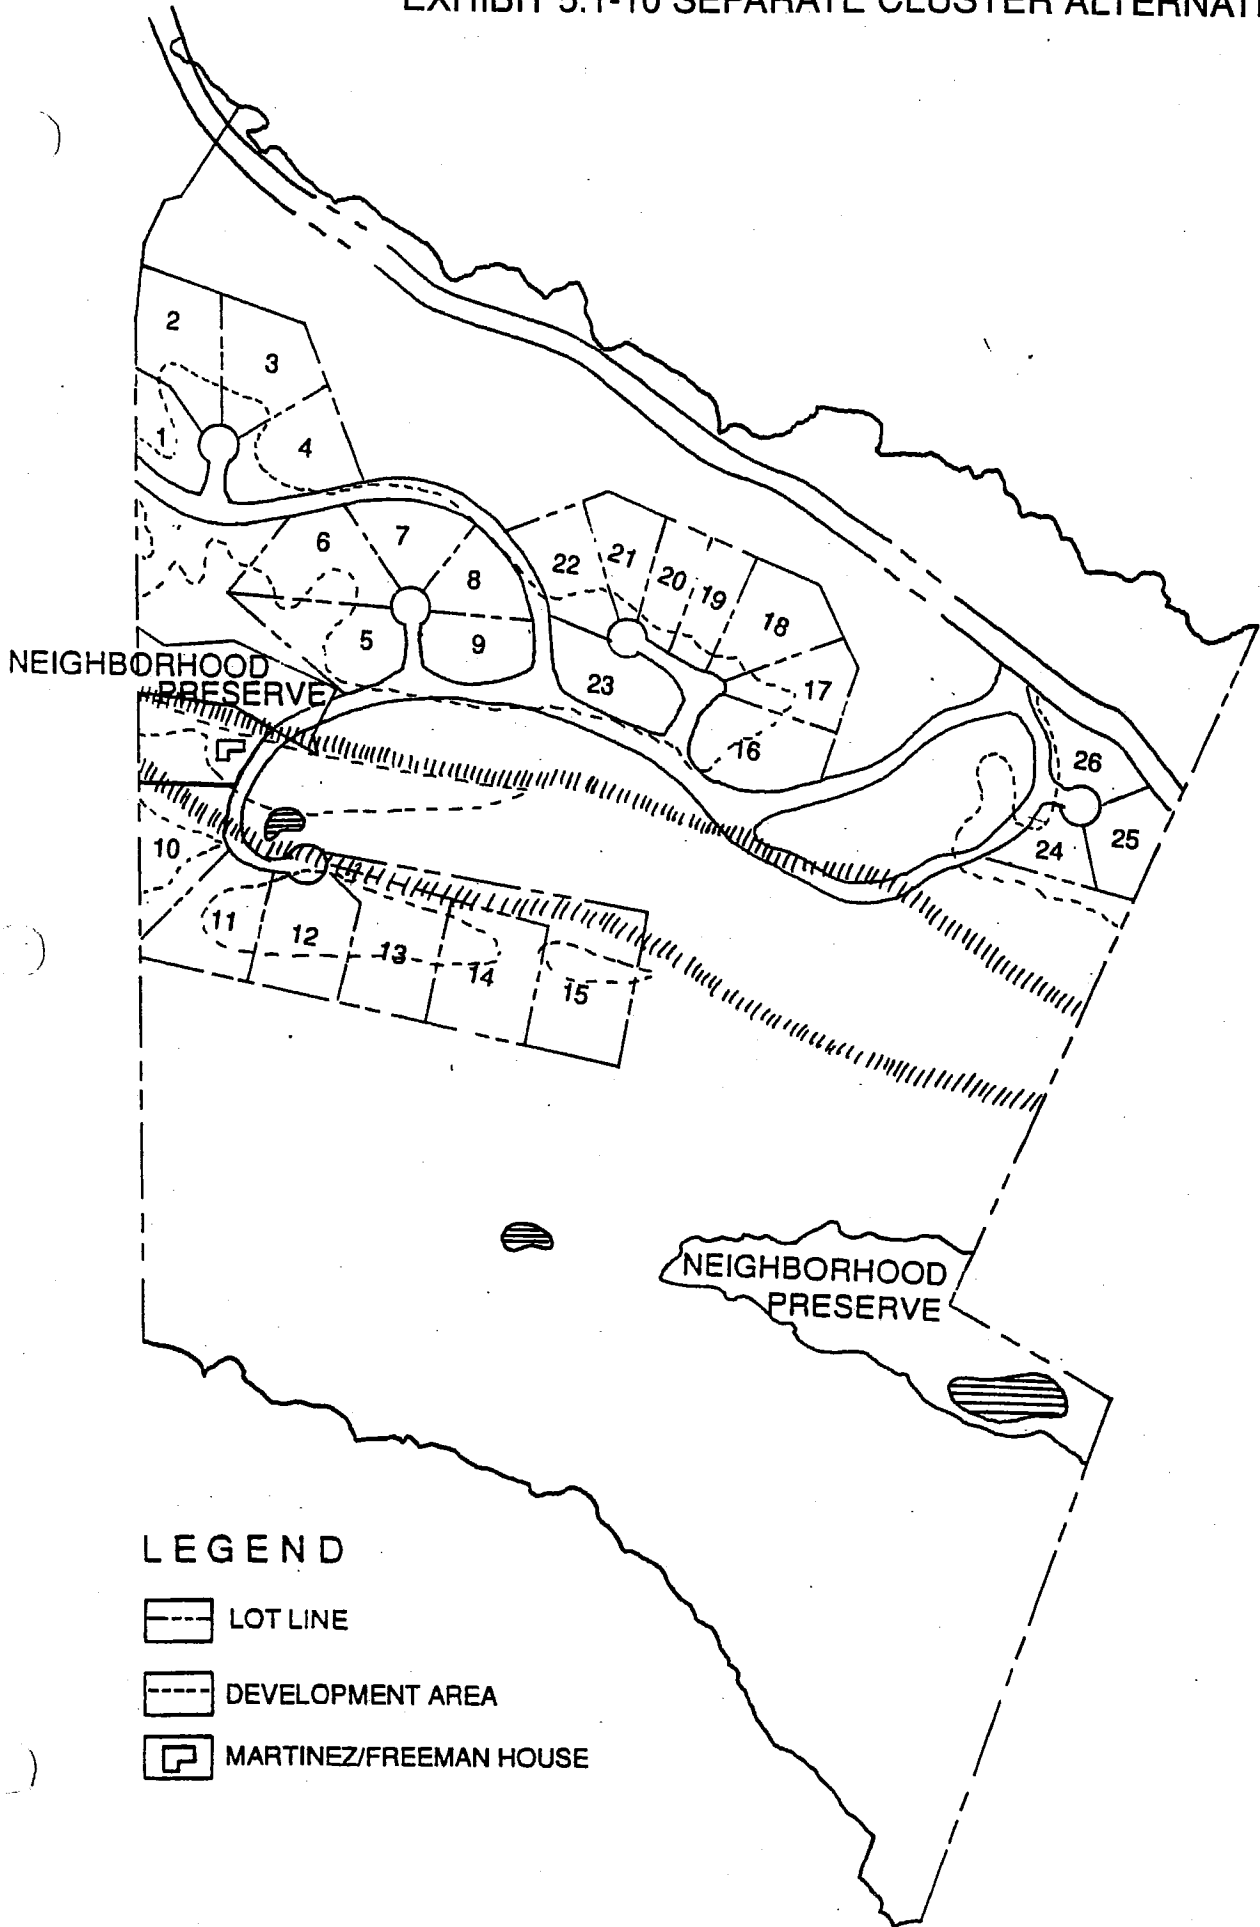 EXHIBIT 5.1-10 SEPARATE CLUSTER ALTERNATI
2
3
1
4
6
7
8
5
9
22
21
20
19
18
17
23
16
NEIGHBORHOOD
PRESERVE
26
25
24
10
11
12
13
14
15
NEIGHBORHOOD
PRESERVE
LEGEND
LOT LINE
DEVELOPMENT AREA
MARTINEZ/FREEMAN HOUSE